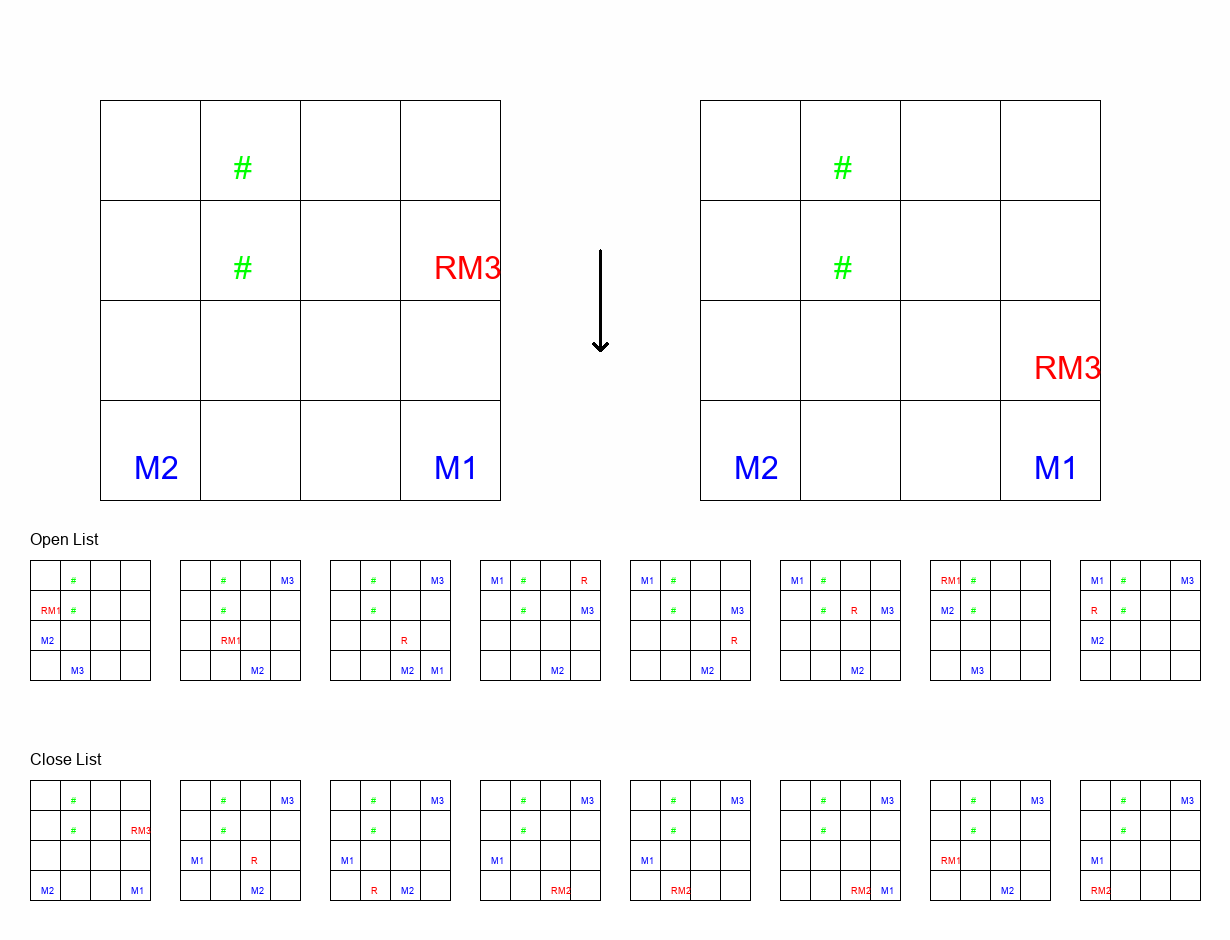 # #
# RM3 # RM3
RM3
M2 M1 M2 M1
Open List
# # M3 # M3 M1 # R M1 # M1 # RM1 # M1 # M3
RM1 # # # # M3 # M3 # R M3 M2 # R #
M2 RM1 R R M2
M3 M2 M2 M1 M2 M2 M2 M3
Close List
# # M3 # M3 # M3 # M3 # M3 # M3 # M3
# RM3 # # # # # # #
M1 R M1 M1 M1 RM1 M1
M2 M1 M2 R M2 RM2 RM2 RM2 M1 M2 RM2